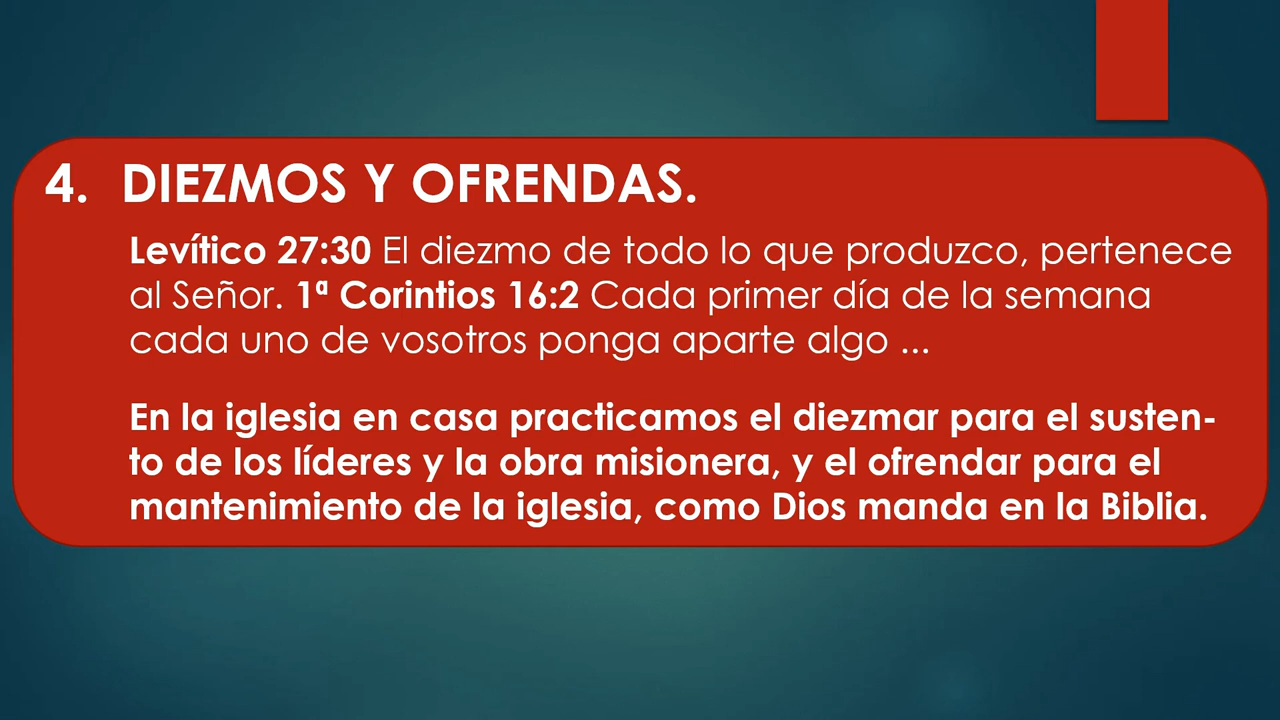 4. DIEZMOS Y OFRENDAS.
Levítico 27:30 El diezmo de todo lo que produzco, pertenece
al Señor. 1ª Corintios 16:2 Cada primer día de la semana
cada uno de vosotros ponga aparte algo ...
En la iglesia en casa practicamos el diezmar para el susten-
to de los líderes y la obra misionera, y el ofrendar para el
mantenimiento de la iglesia, como Dios manda en la Biblia.